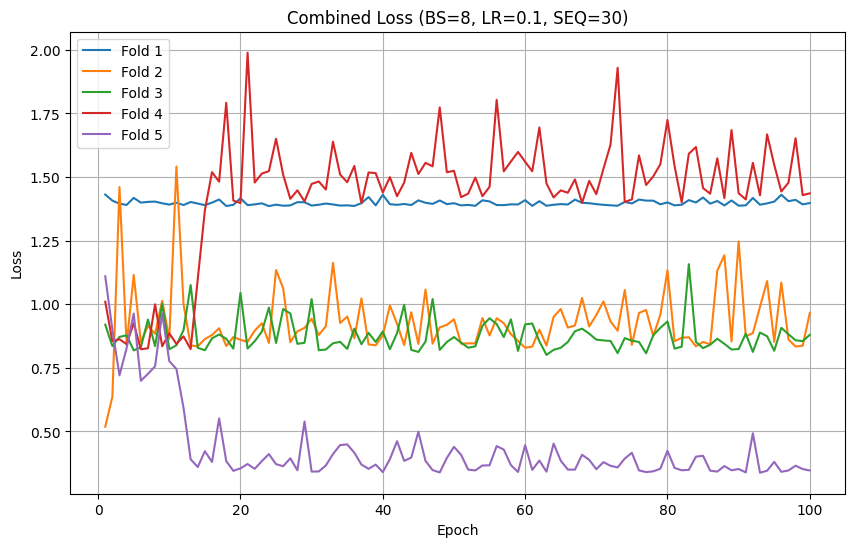 Combined Loss (BS=8, LR=0.1, SEQ=30)
Fold 1
Fold 2
Fold 3
Fold 4
Fold 5
Loss
2.00
1.75
1.50
1.25
1.00
0.75
0.50
0 20 40 60 80 100
Epoch